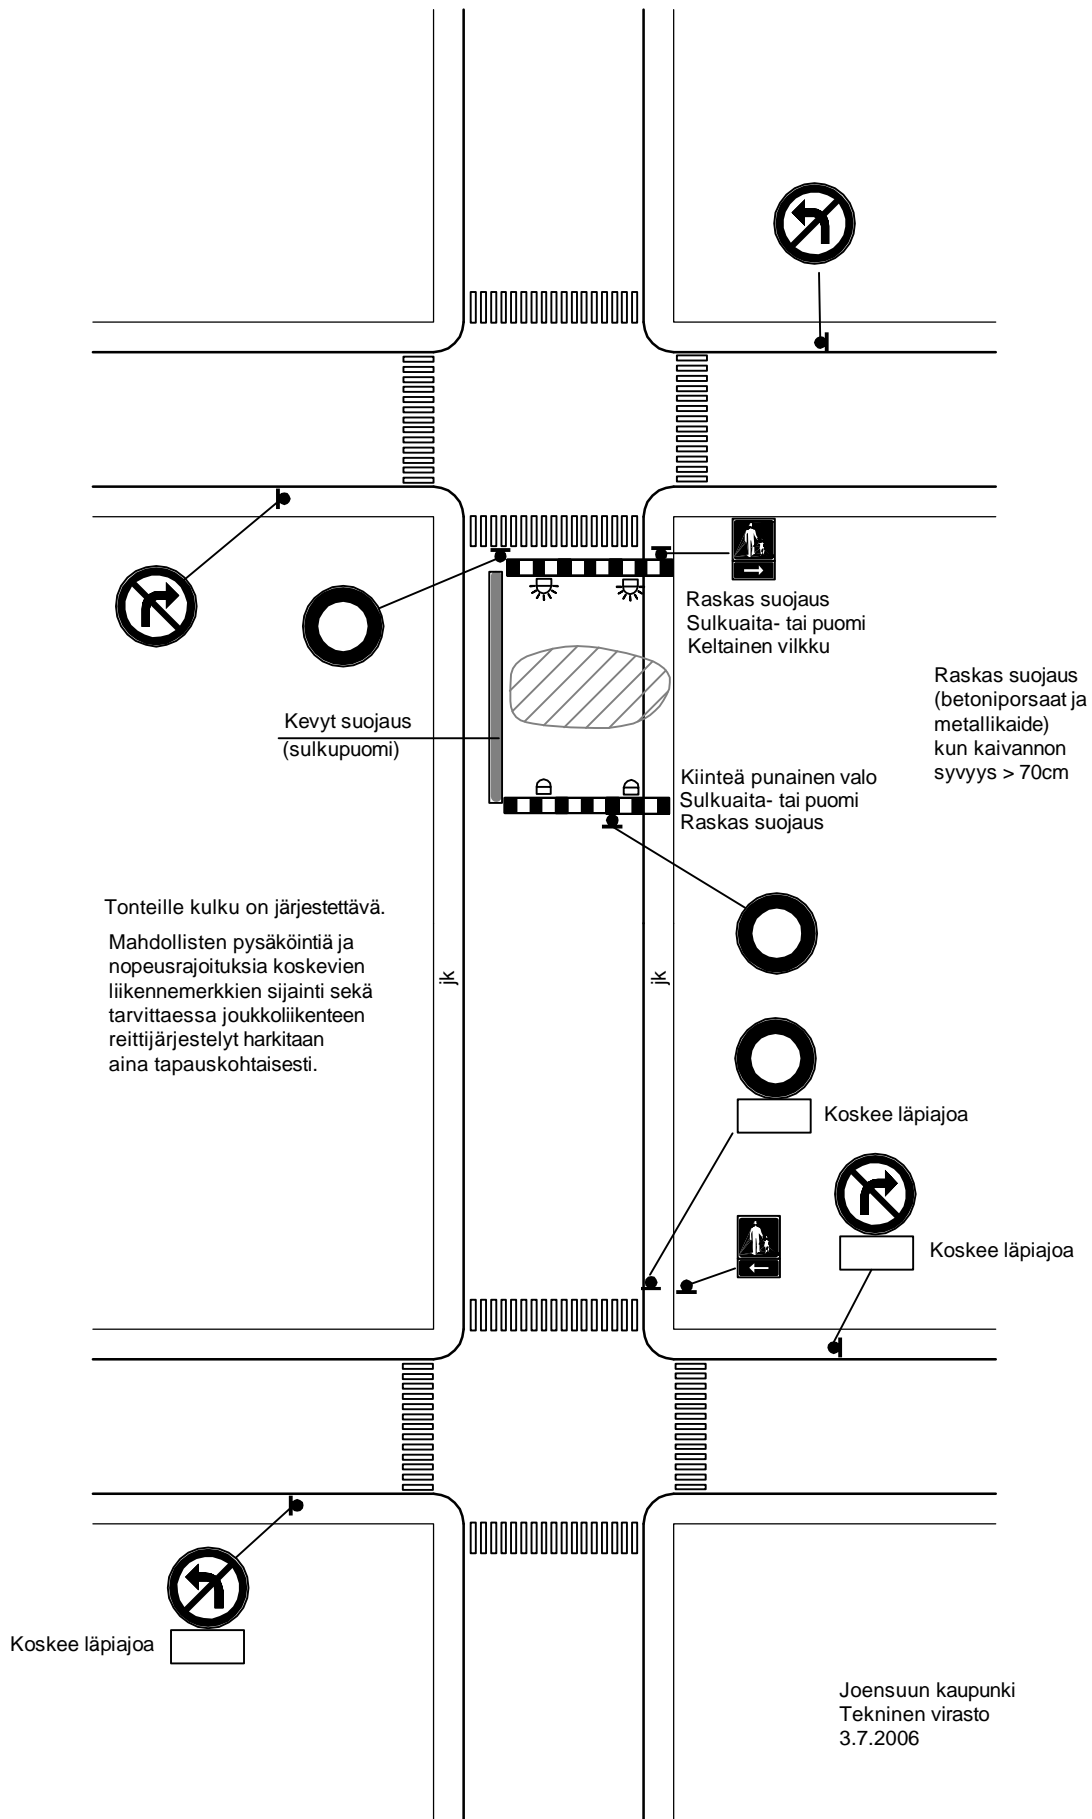 Raskas suojaus
Sulkuaita- tai puomi
Keltainen vilkku
Raskas suojaus
(betoniporsaat ja
metallikaide)
kun kaivannon
syvyys > 70cm
Kevyt suojaus
(sulkupuomi)
Kiinteä punainen valo
Sulkuaita- tai puomi
Raskas suojaus
Tonteille kulku on järjestettävä.
Mahdollisten pysäköintiä ja
nopeusrajoituksia koskevien
liikennemerkkien sijainti sekä
tarvittaessa joukkoliikenteen
reittijärjestelyt harkitaan
aina tapauskohtaisesti.
jk
jk
Koskee läpiajoa
Koskee läpiajoa
Koskee läpiajoa
Joensuun kaupunki
Tekninen virasto
3.7.2006